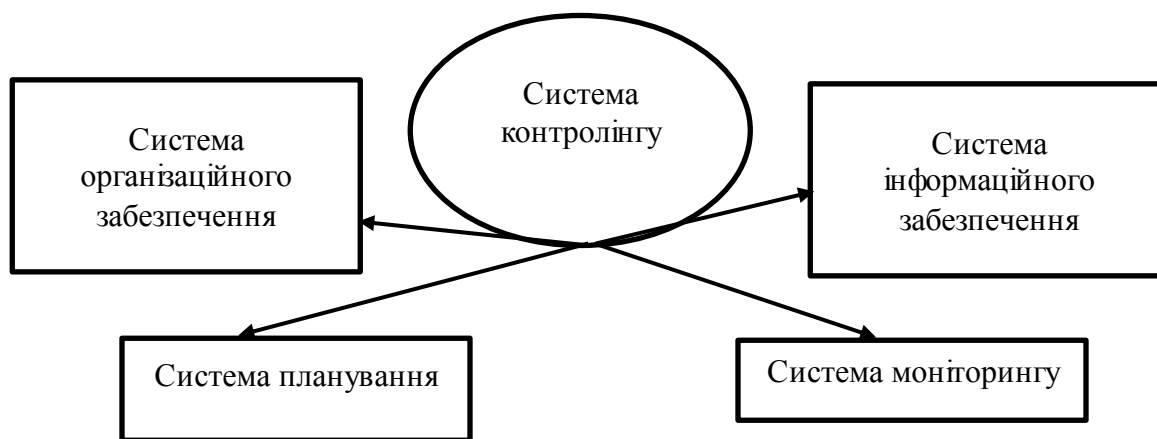 Система
контролінгу
Система
організаційного
забезпечення
Система
інформаційного
забезпечення
Система планування
Система моніторингу